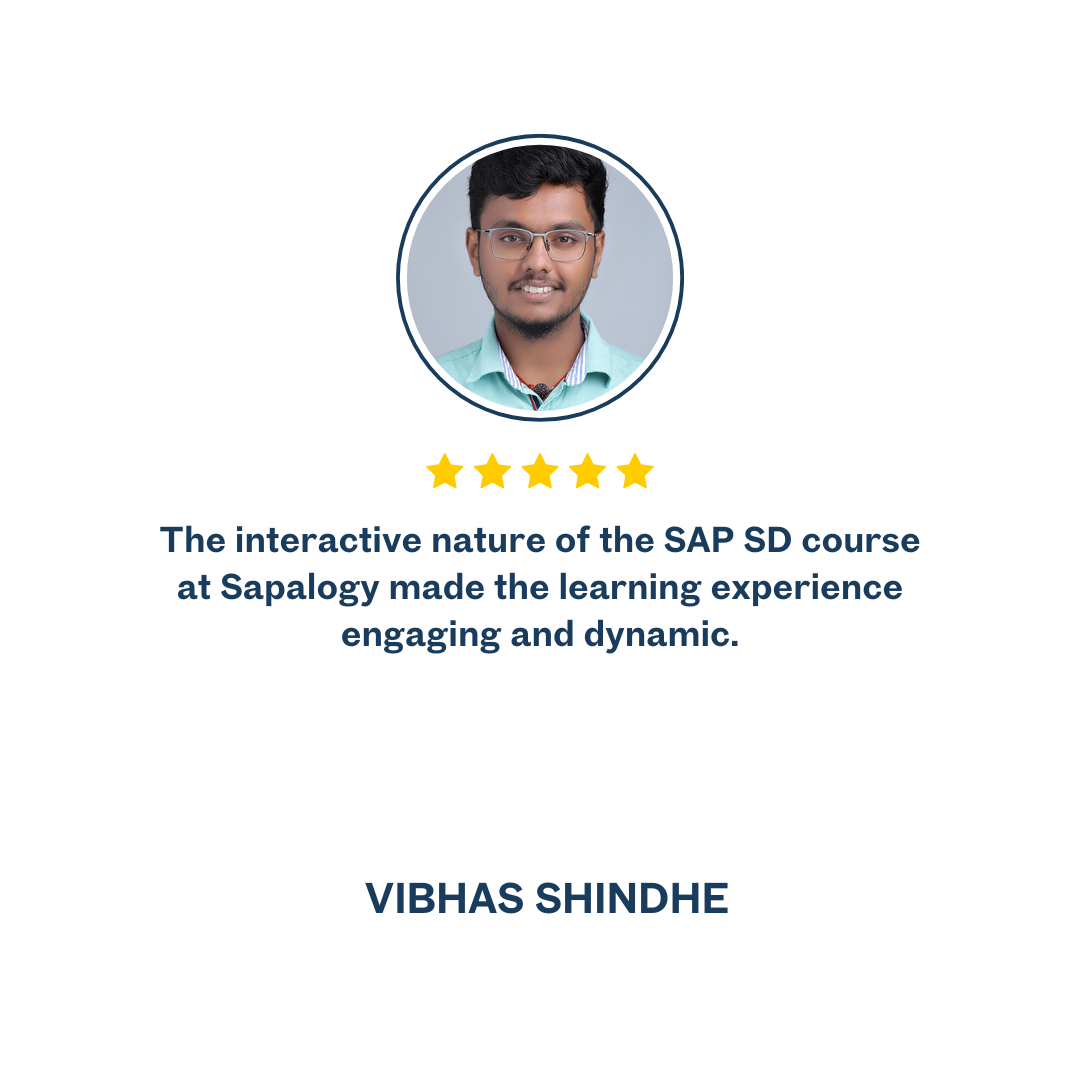 The interactive nature of the SAP SD course
at Sapalogy made the learning experience
engaging and dynamic.
VIBHAS SHINDHE